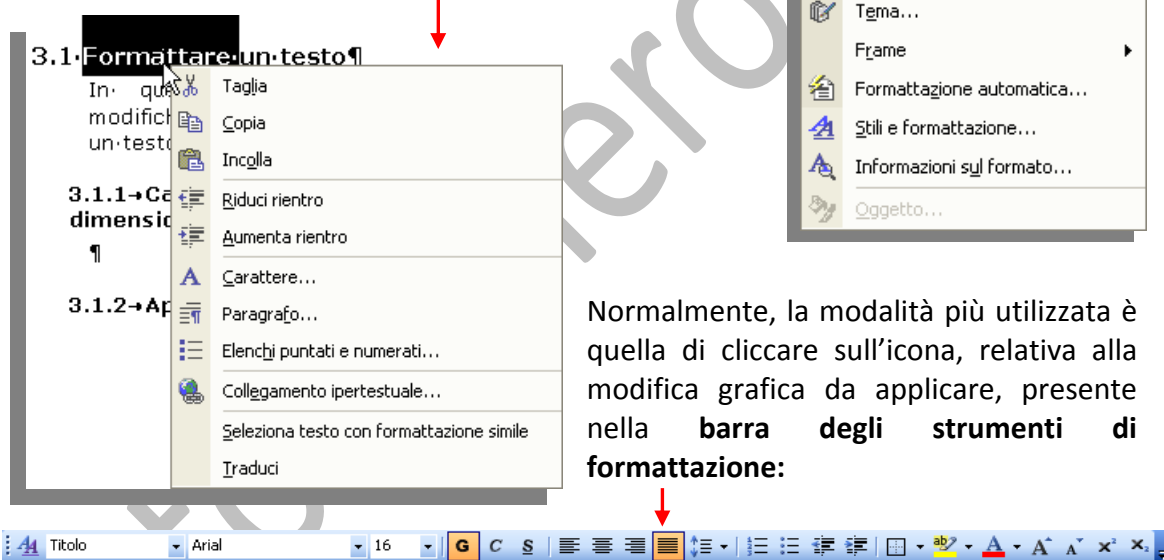 3.1·Formattare·un·testo¶
In· que
modific
un·testo
3.1.1→Ca
dimensio
¶
3.1.2→Ap
Taglia
Copia
Incolla
Riduci rientro
Aumenta rientro
Carattere...
Paragrafo...
Elenchi puntati e numerati...
Collegamento ipertestuale...
Seleziona testo con formattazione simile
Traduci
Tema...
Frame
Formattazione automatica...
Stili e formattazione...
Informazioni sul formato...
Oggetto...
Normalmente, la modalità più utilizzata è
quella di cliccare sull’icona, relativa alla
modifica grafica da applicare, presente
nella barra degli strumenti di
formattazione:
Titolo Arial 16 G C S